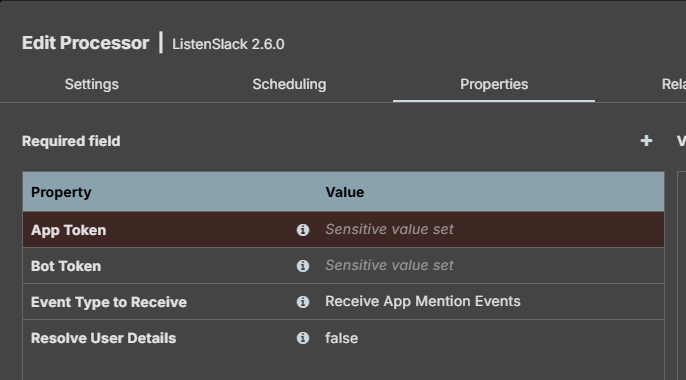 Edit Processor | ListenSlack 2.6.0
Settings Scheduling Properties Rela
Required field V
Property Value
App Token Sensitive value set
Bot Token Sensitive value set
Event Type to Receive Receive App Mention Events
Resolve User Details false